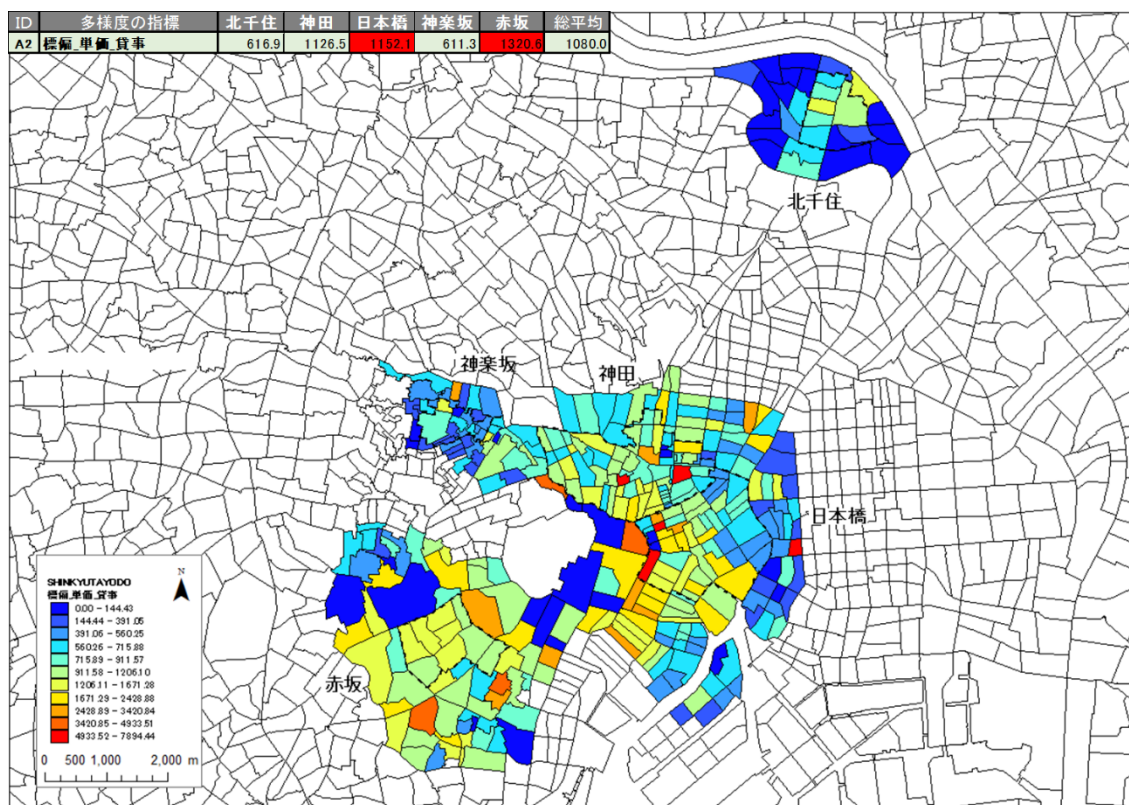 ID 多様度の指標 北千住 神田 日本橋 神楽坂 赤坂 総平均
A2 標偏_単価_貸事 616.9 1126.5 1152.1 611.3 1320.6 1080.0
北千住
神楽坂
神田
日本橋
赤坂
SHINKYUTAYODO
標偏_単価_貸事
0.00 - 144.43
144.44 - 391.05
391.06 - 560.25
560.26 - 715.88
715.89 - 911.57
911.58 - 1206.10
1206.11 - 1671.28
1671.29 - 2428.88
2428.89 - 3420.84
3420.85 - 4933.51
4933.52 - 7894.44
N
0 500 1,000 2,000 m